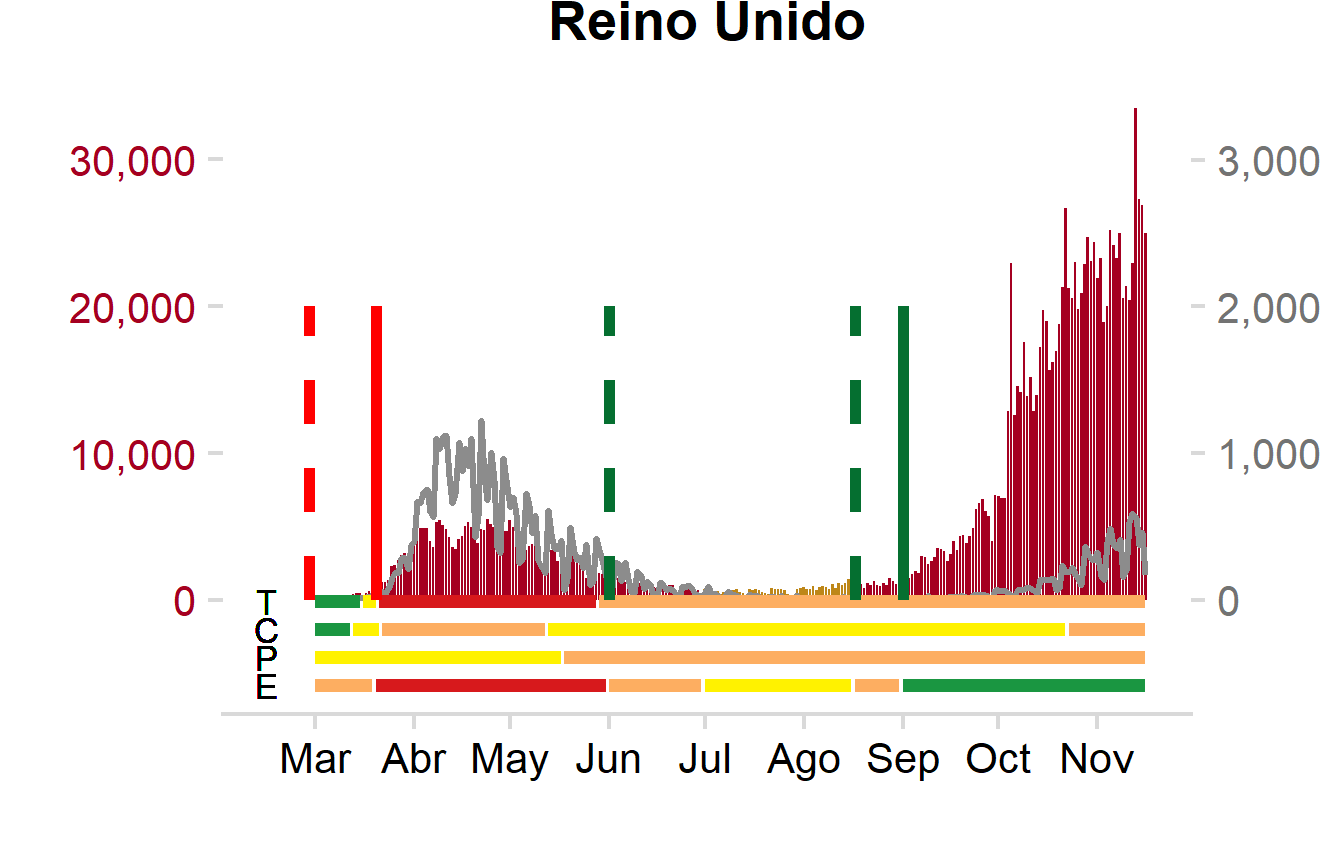 Reino Unido
30,000 3,000
20,000 2,000
10,000 1,000
0 0
T
C
P
E
Mar Abr May Jun Jul Ago Sep Oct Nov